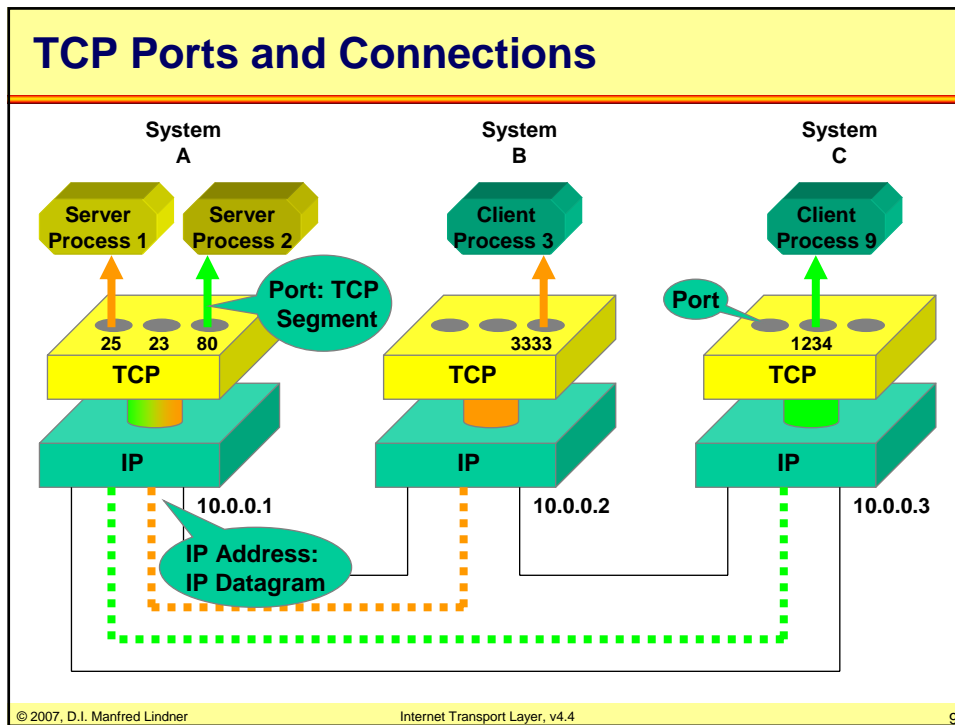 TCP Ports and Connections
System
A
System
B
System
C
Server
Process 1
Server
Process 2
Client
Process 3
Client
Process 9
Port: TCP
Segment
Port
25 23 80
3333
1234
TCP
TCP
TCP
IP
IP
IP
10.0.0.1
10.0.0.2
10.0.0.3
IP Address:
IP Datagram
© 2007, D.I. Manfred Lindner
Internet Transport Layer, v4.4
9